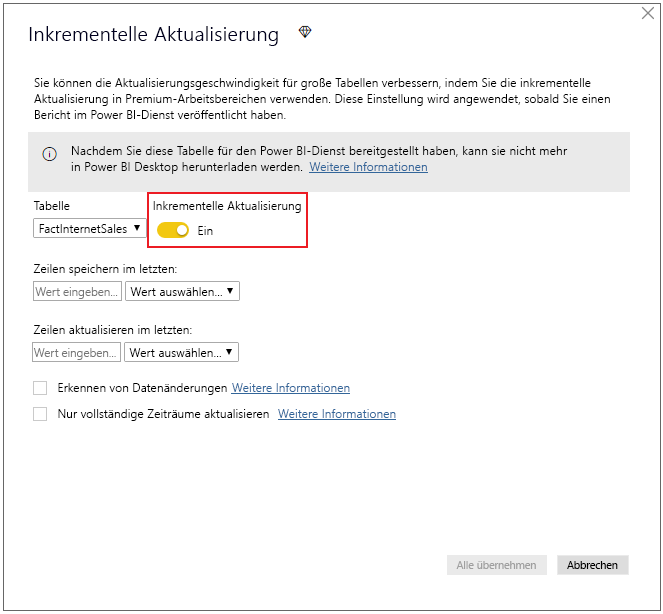 Inkrementelle Aktualisierung
Sie können die Aktualisierungsgeschwindigkeit für große Tabellen verbessern, indem Sie die inkrementelle
Aktualisierung in Premium-Arbeitsbereichen verwenden. Diese Einstellung wird angewendet, sobald Sie einen
Bericht im Power BI-Dienst veröffentlicht haben.
Nachdem Sie diese Tabelle für den Power BI-Dienst bereitgestellt haben, kann sie nicht mehr
in Power BI Desktop heruntergeladen werden. Weitere Informationen
Tabelle Inkrementelle Aktualisierung
FactInternetSales Ein
Zeilen speichern im letzten:
Wert eingeben... Wert auswählen...
Zeilen aktualisieren im letzten:
Wert eingeben... Wert auswählen...
Erkennen von Datenänderungen Weitere Informationen
Nur vollständige Zeiträume aktualisieren Weitere Informationen
Alle übernehmen Abbrechen